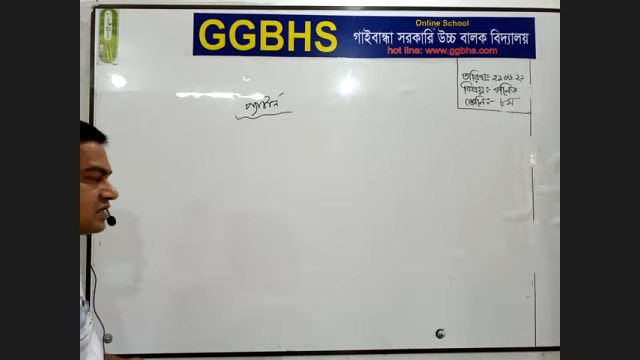 Online School
GGBHS গাইবান্ধা সরকারি উচ্চ বালক বিদ্যালয়
hot line: www.ggbhs.com
বিষয়ঃ গণিত
শ্রেণিঃ- ৮ম
প্যাটার্ন